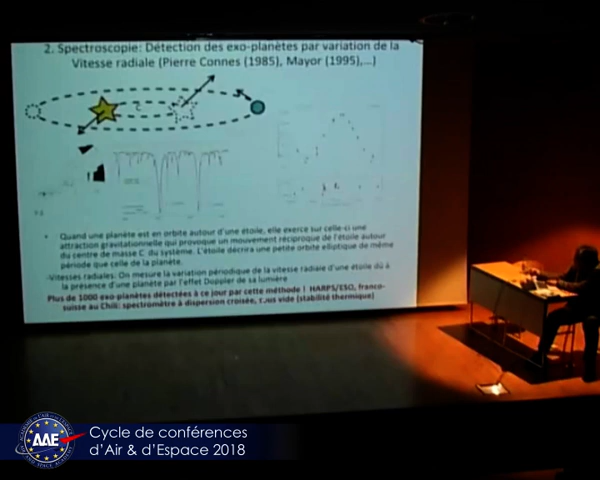 2. Spectroscopie: Détection des exo-planètes par variation de la
Vitesse radiale (Pierre Connes (1985), Mayor (1995),...)
• Quand une planète est en orbite autour d'une étoile, elle exerce sur celle-ci une
attraction gravitationnelle qui provoque un mouvement réciproque de l'étoile autour
du centre de masse C du système. L'étoile décrira une petite orbite elliptique de même
période que celle de la planète.
-Vitesses radiales: On mesure la variation périodique de la vitesse radiale d'une étoile dû à
la présence d'une planète par l'effet Doppler de sa lumière
Plus de 1000 exo-planètes détectées à ce jour par cette méthode ! HARPS/ESO, franco-
suisse au Chili: spectromètre à dispersion croisée, sous vide (stabilité thermique)
AAE
Cycle de conférences
d'Air & d'Espace 2018